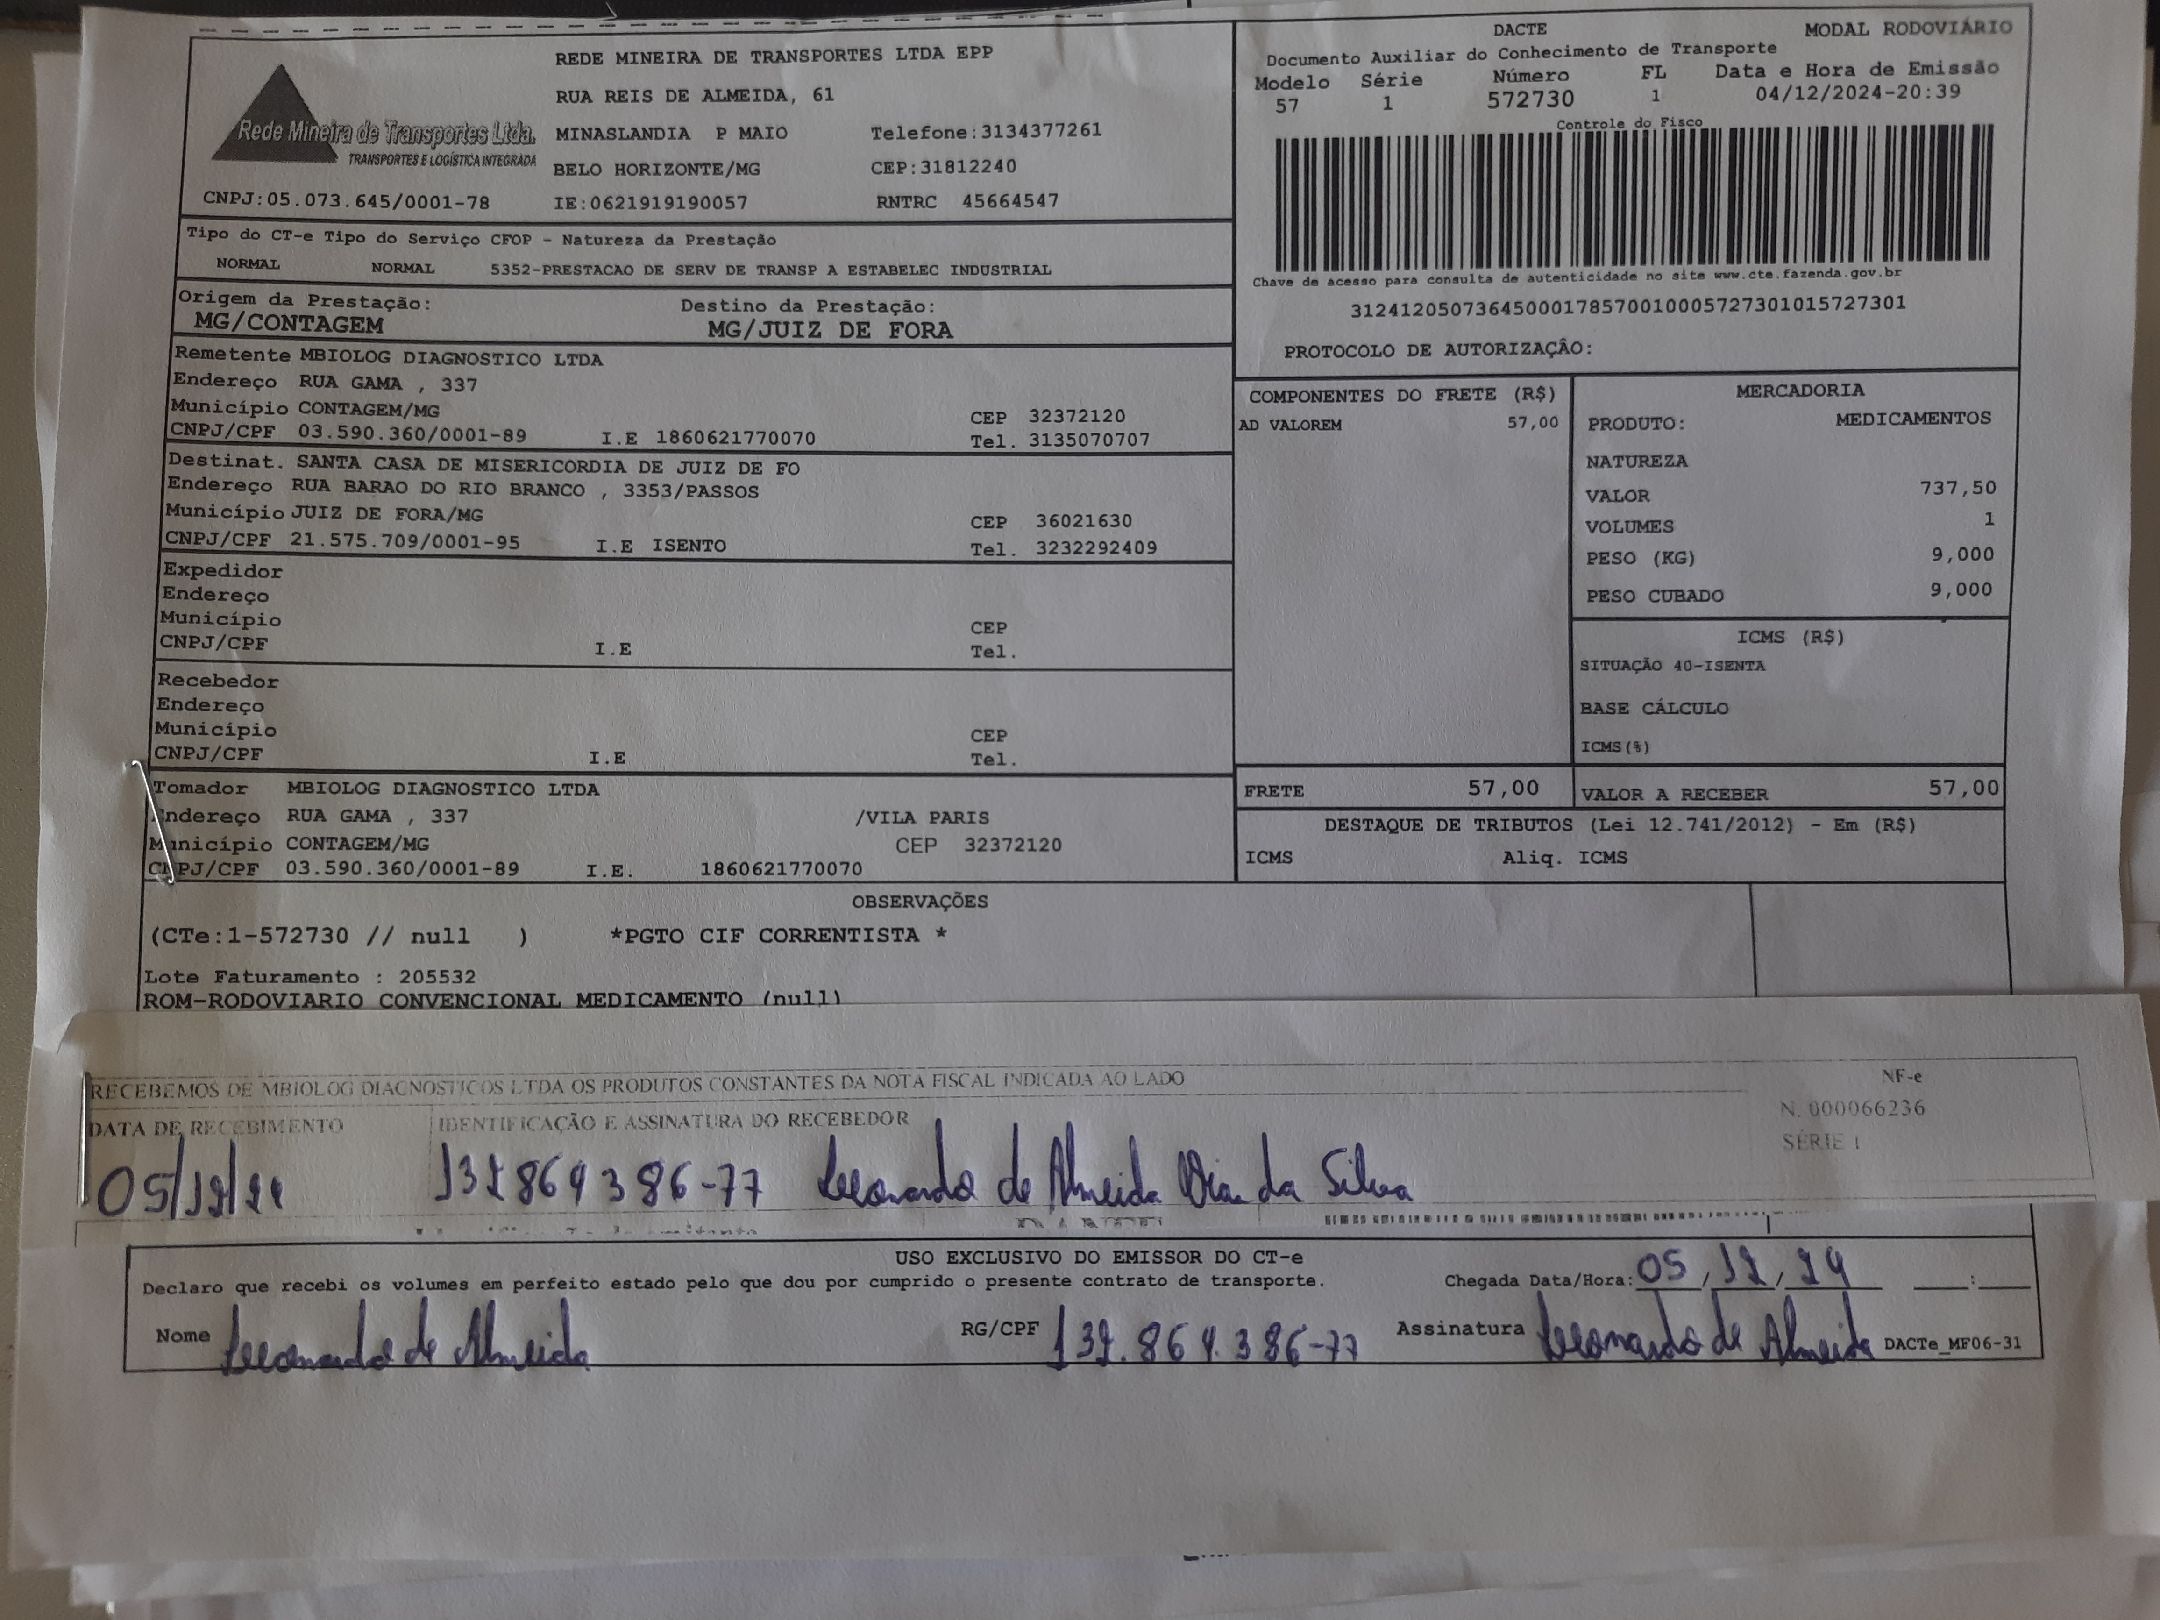 REDE MINEIRA DE TRANSPORTES LTDA EPP
RUA REIS DE ALMEIDA, 61
Rede Mineira de Transportes Ltda.
TRANSPORTES E LOGÍSTICA INTEGRADA
MINASLANDIA P MAIO Telefone:3134377261
BELO HORIZONTE/MG CEP:31812240
CNPJ:05.073.645/0001-78 IE:0621919190057 RNTRC 45664547
DACTE MODAL RODOVIÁRIO
Documento Auxiliar do Conhecimento de Transporte
Modelo Série Número FL Data e Hora de Emissão
57 1 572730 1 04/12/2024-20:39
Controle do Fisco
Chave de acesso para consulta de autenticidade no site www.cte.fazenda.gov.br
31241205073645000178570010005727301015727301
PROTOCOLO DE AUTORIZAÇÂO:
Tipo do CT-e Tipo do Serviço CFOP - Natureza da Prestação
NORMAL NORMAL 5352-PRESTACAO DE SERV DE TRANSP A ESTABELEC INDUSTRIAL
Origem da Prestação: Destino da Prestação:
MG/CONTAGEM MG/JUIZ DE FORA
Remetente MBIOLOG DIAGNOSTICO LTDA
Endereço RUA GAMA , 337
Município CONTAGEM/MG CEP 32372120
CNPJ/CPF 03.590.360/0001-89 I.E 1860621770070 Tel. 3135070707
Destinat. SANTA CASA DE MISERICORDIA DE JUIZ DE FO
Endereço RUA BARAO DO RIO BRANCO , 3353/PASSOS
Município JUIZ DE FORA/MG CEP 36021630
CNPJ/CPF 21.575.709/0001-95 I.E ISENTO Tel. 3232292409
Expedidor
Endereço
Município CEP
CNPJ/CPF I.E Tel.
Recebedor
Endereço
Município CEP
CNPJ/CPF I.E Tel.
Tomador MBIOLOG DIAGNOSTICO LTDA
Endereço RUA GAMA , 337 /VILA PARIS
Município CONTAGEM/MG CEP 32372120
CNPJ/CPF 03.590.360/0001-89 I.E. 1860621770070
COMPONENTES DO FRETE (R$)
AD VALOREM 57,00
MERCADORIA
PRODUTO: MEDICAMENTOS
NATUREZA
VALOR 737,50
VOLUMES 1
PESO (KG) 9,000
PESO CUBADO 9,000
ICMS (R$)
SITUAÇÃO 40-ISENTA
BASE CÁLCULO
ICMS(%)
FRETE 57,00 VALOR A RECEBER 57,00
DESTAQUE DE TRIBUTOS (Lei 12.741/2012) - Em (R$)
ICMS Aliq. ICMS
OBSERVAÇÕES
(CTe:1-572730 // null ) *PGTO CIF CORRENTISTA *
Lote Faturamento : 205532
ROM-RODOVIARIO CONVENCIONAL MEDICAMENTO (null)
RECEBEMOS DE MBIOLOG DIAGNOSTICOS LTDA OS PRODUTOS CONSTANTES DA NOTA FISCAL INDICADA AO LADO NF-e
DATA DE RECEBIMENTO IDENTIFICAÇÃO E ASSINATURA DO RECEBEDOR N. 000066236
SÉRIE 1
05/12/24 132864386-77 Leonardo de Almeida da Silva
USO EXCLUSIVO DO EMISSOR DO CT-e
Declaro que recebi os volumes em perfeito estado pelo que dou por cumprido o presente contrato de transporte. Chegada Data/Hora: 05/12/24 __:__
Nome Leonardo de Almeida RG/CPF 132.864.386-77 Assinatura Leonardo de Almeida DACTe_MF06-31